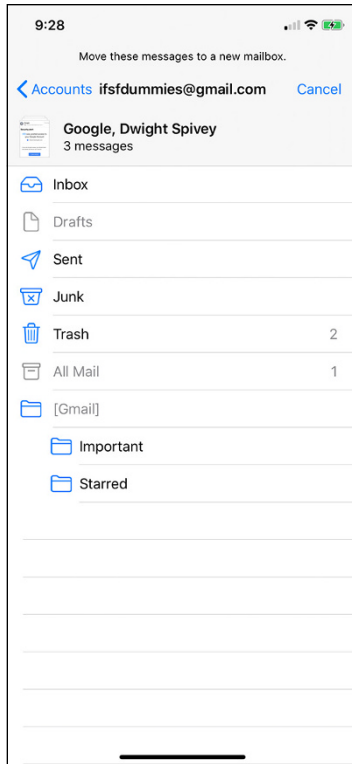 9:28
Move these messages to a new mailbox.
Accounts ifsfdummies@gmail.com Cancel
Google, Dwight Spivey
3 messages
Inbox
Drafts
Sent
Junk
Trash 2
All Mail 1
[Gmail]
Important
Starred